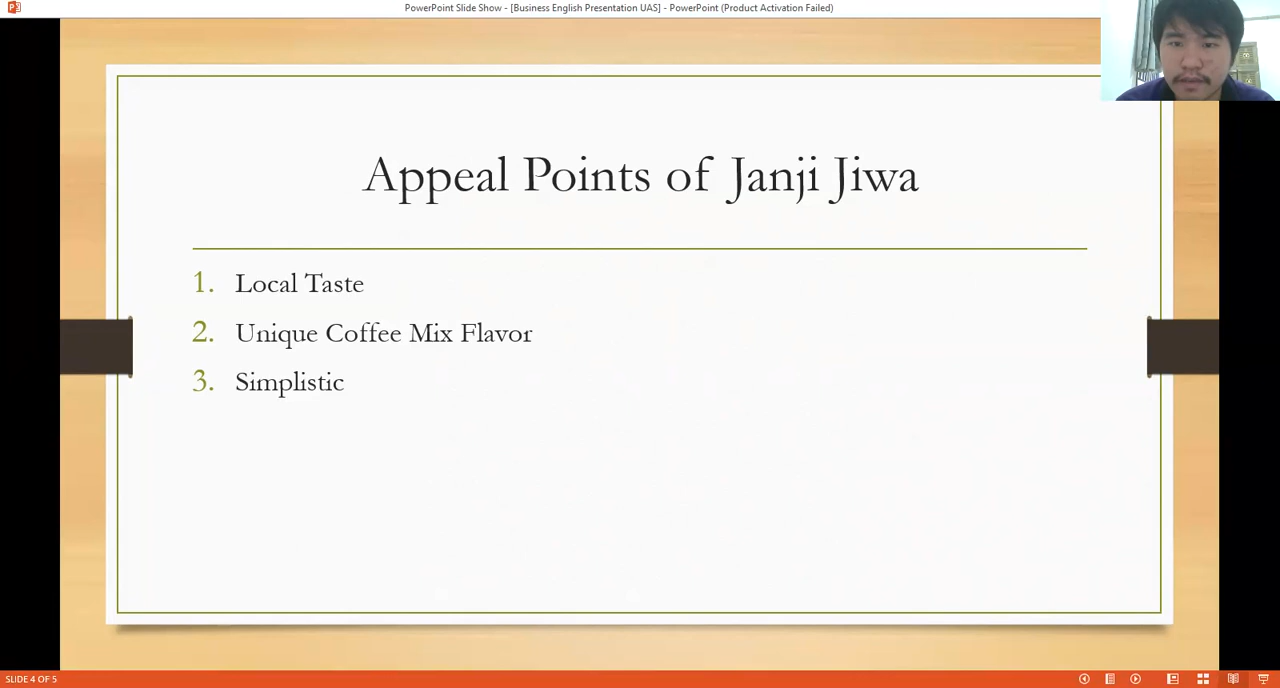 PowerPoint Slide Show - [Business English Presentation UAS] - PowerPoint (Product Activation Failed)
Appeal Points of Janji Jiwa
1. Local Taste
2. Unique Coffee Mix Flavor
3. Simplistic
SLIDE 4 OF 5